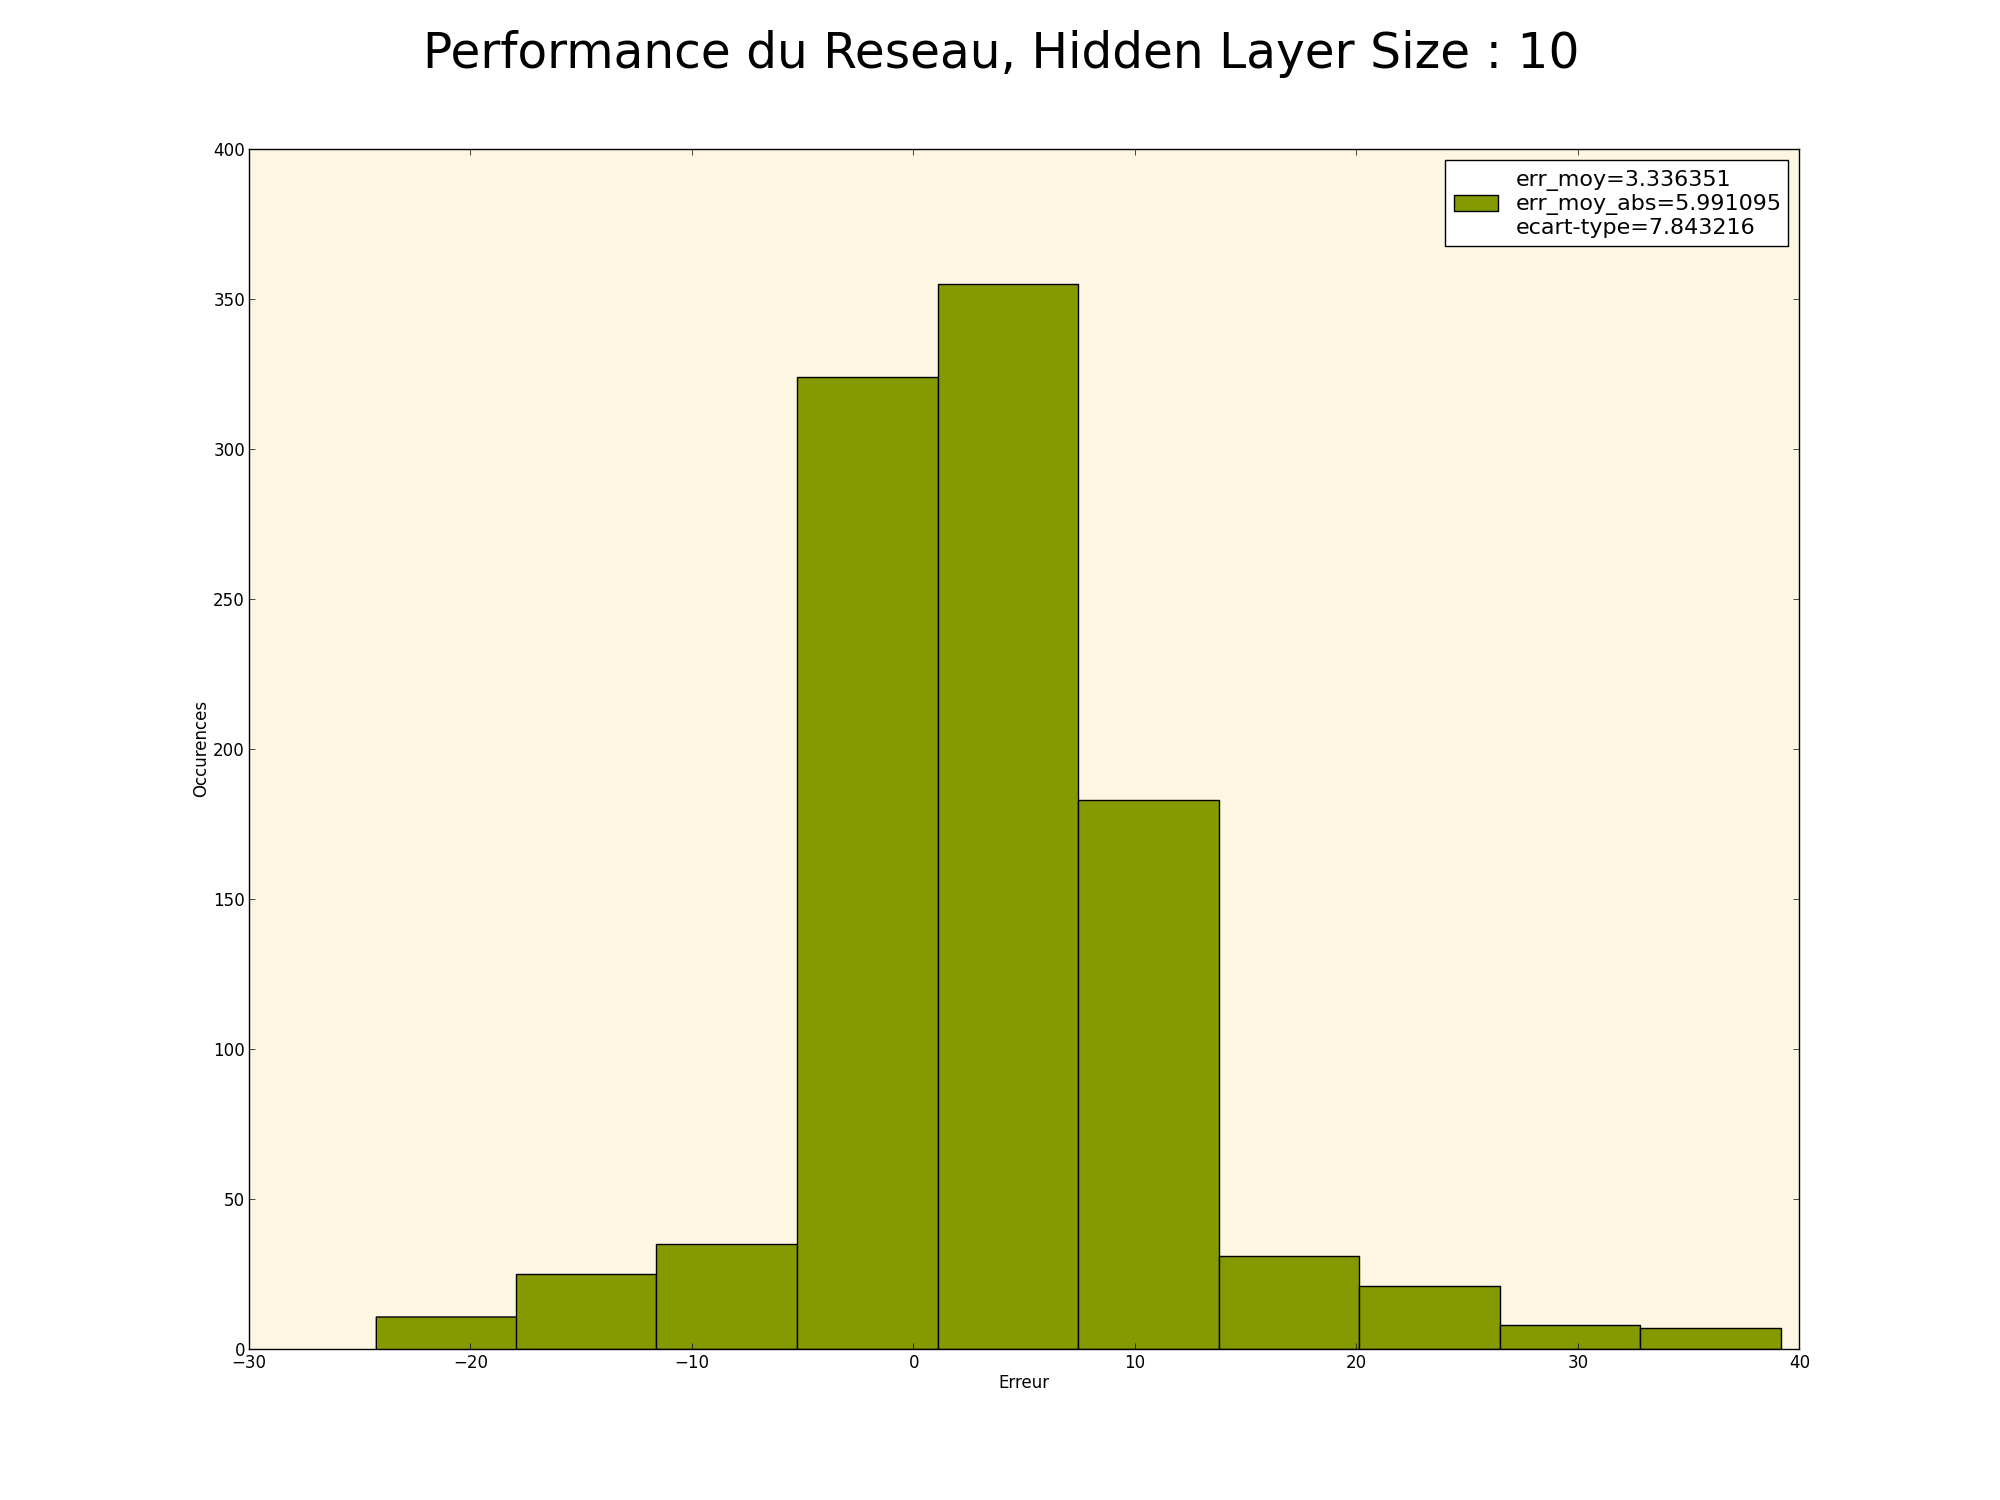 Performance du Reseau, Hidden Layer Size : 10
400
350
300
250
200
150
100
50
0
Occurences
err_moy=3.336351
err_moy_abs=5.991095
ecart-type=7.843216
−30 −20 −10 0 10 20 30 40
Erreur